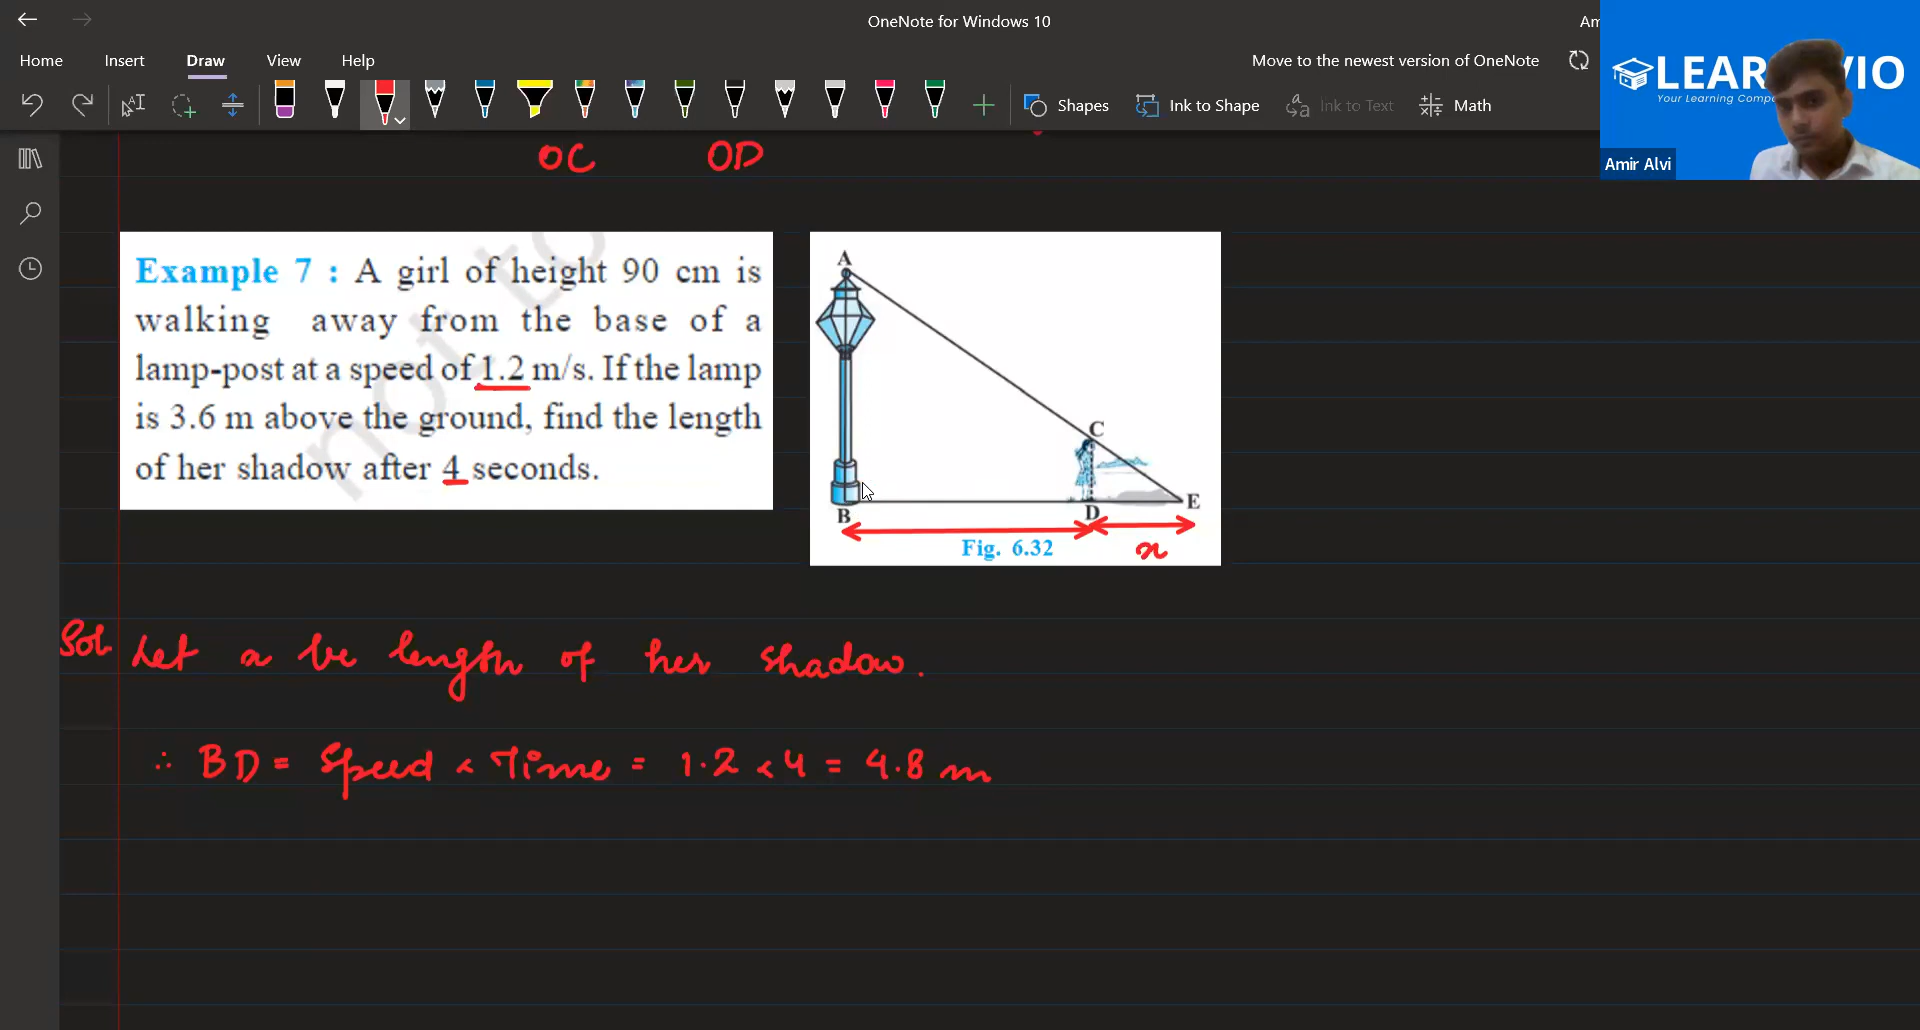 OneNote for Windows 10
Am
Home Insert Draw View Help
Move to the newest version of OneNote
Shapes
Ink to Shape
Ink to Text
Math
Your Learning Comp
Amir Alvi
OC OD
Example 7 : A girl of height 90 cm is
walking away from the base of a
lamp-post at a speed of 1.2 m/s. If the lamp
is 3.6 m above the ground, find the length
of her shadow after 4 seconds.
not to
A
C
B
D
E
x
Fig. 6.32
Sol. Let x be length of her shadow.
∴ BD = Speed × Time = 1.2 × 4 = 4.8 m